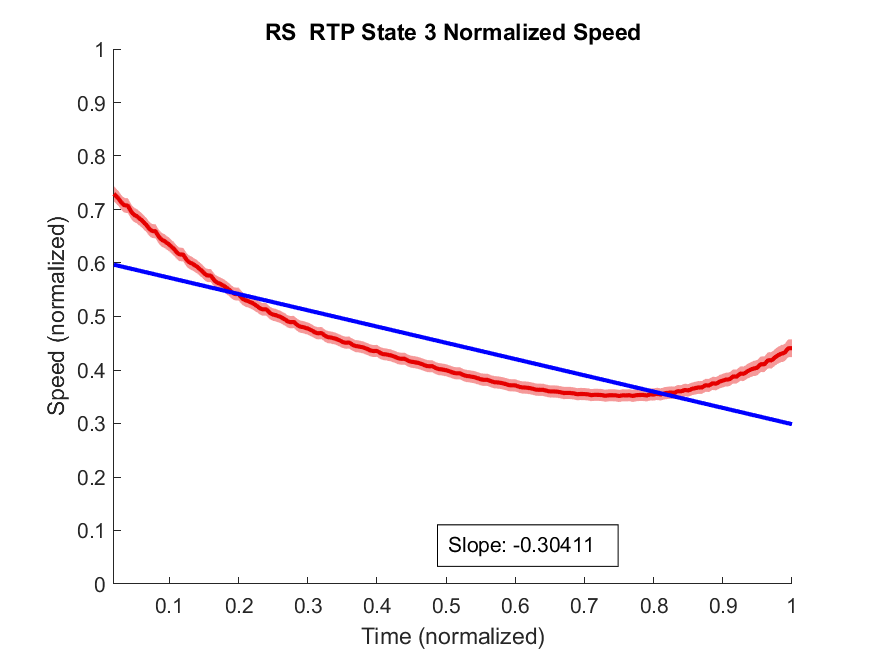 RS  RTP State 3 Normalized Speed
1
0.9
0.8
0.7
0.6
0.5
0.4
0.3
0.2
0.1
0
Speed (normalized)
Slope: -0.30411
0.1 0.2 0.3 0.4 0.5 0.6 0.7 0.8 0.9 1
Time (normalized)